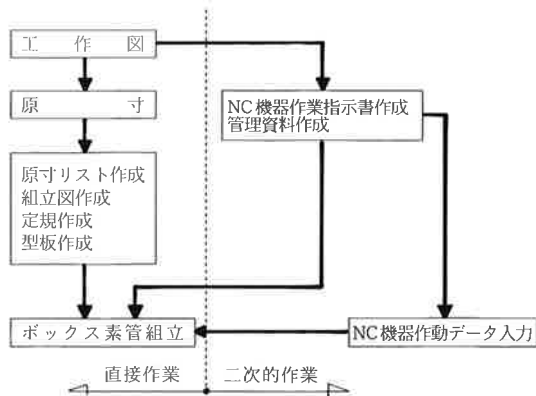 工作図
原寸
NC機器作業指示書作成
管理資料作成
原寸リスト作成
組立図作成
定規作成
型板作成
ボックス素管組立
NC機器作動データ入力
直接作業
二次的作業